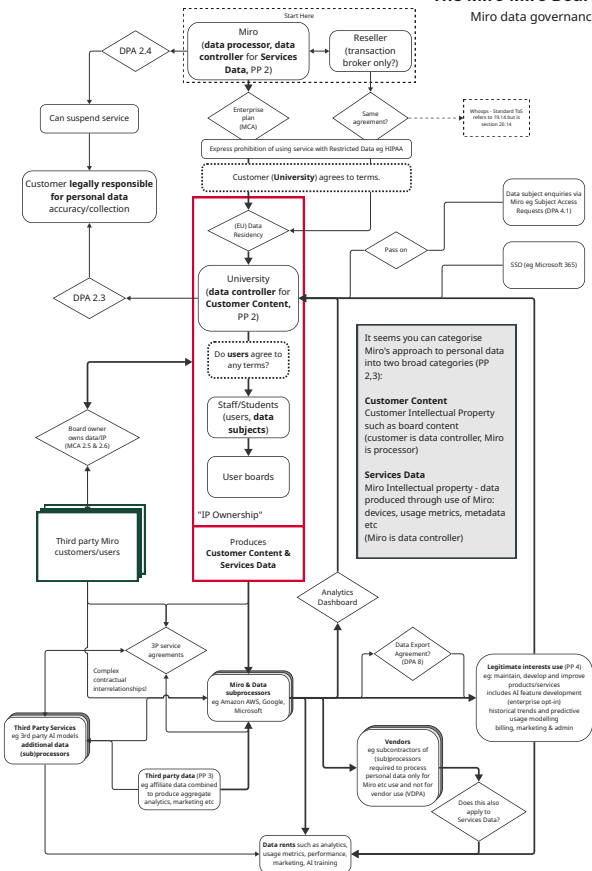 Miro data governanc
Start Here
Miro
(data processor, data
controller for Services
Data, PP 2)
Reseller
(transaction
broker only?)
DPA 2.4
Enterprise
plan
(MCA)
Same
agreement?
Whoops - Standard ToS
refers to 19.14 but is
section 20.14
Can suspend service
Express prohibition of using service with Restricted Data eg HIPAA
Customer (University) agrees to terms.
Customer legally responsible
for personal data
accuracy/collection
Data subject enquiries via
Miro eg Subject Access
Requests (DPA 4.1)
(EU) Data
Residency
Pass on
SSO (eg Microsoft 365)
University
(data controller for
Customer Content,
PP 2)
DPA 2.3
Do users agree to
any terms?
It seems you can categorise
Miro's approach to personal data
into two broad categories (PP
2,3):
Customer Content
Customer Intellectual Property
such as board content
(customer is data controller, Miro
is processor)
Services Data
Miro Intellectual property - data
produced through use of Miro:
devices, usage metrics, metadata
etc
(Miro is data controller)
Staff/Students
(users, data
subjects)
Board owner
owns data/IP
(MCA 2.5 & 2.6)
User boards
"IP Ownership"
Third party Miro
customers/users
Produces
Customer Content &
Services Data
Analytics
Dashboard
3P service
agreements
Data Export
Agreement?
(DPA 8)
Complex
contractual
interrelationships!
Miro & Data
subprocessors
eg Amazon AWS, Google,
Microsoft
Legitimate interests use (PP 4)
eg: maintain, develop and improve
products/services
includes AI feature development
(enterprise opt-in)
historical trends and predictive
usage modelling
billing, marketing & admin
Third Party Services
eg 3rd party AI models
additional data
(sub)processors
Third party data (PP 3)
eg affiliate data combined
to produce aggregate
analytics, marketing etc
Vendors
eg subcontractors of
(sub)processors
required to process
personal data only for
Miro etc use and not for
vendor use (VDPA)
Does this also
apply to
Services Data?
Data rents such as analytics,
usage metrics, performance,
marketing, AI training